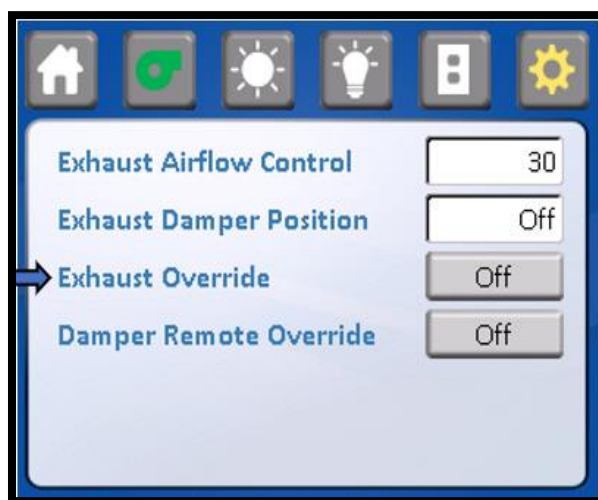 Exhaust Airflow Control 30
Exhaust Damper Position Off
Exhaust Override Off
Damper Remote Override Off